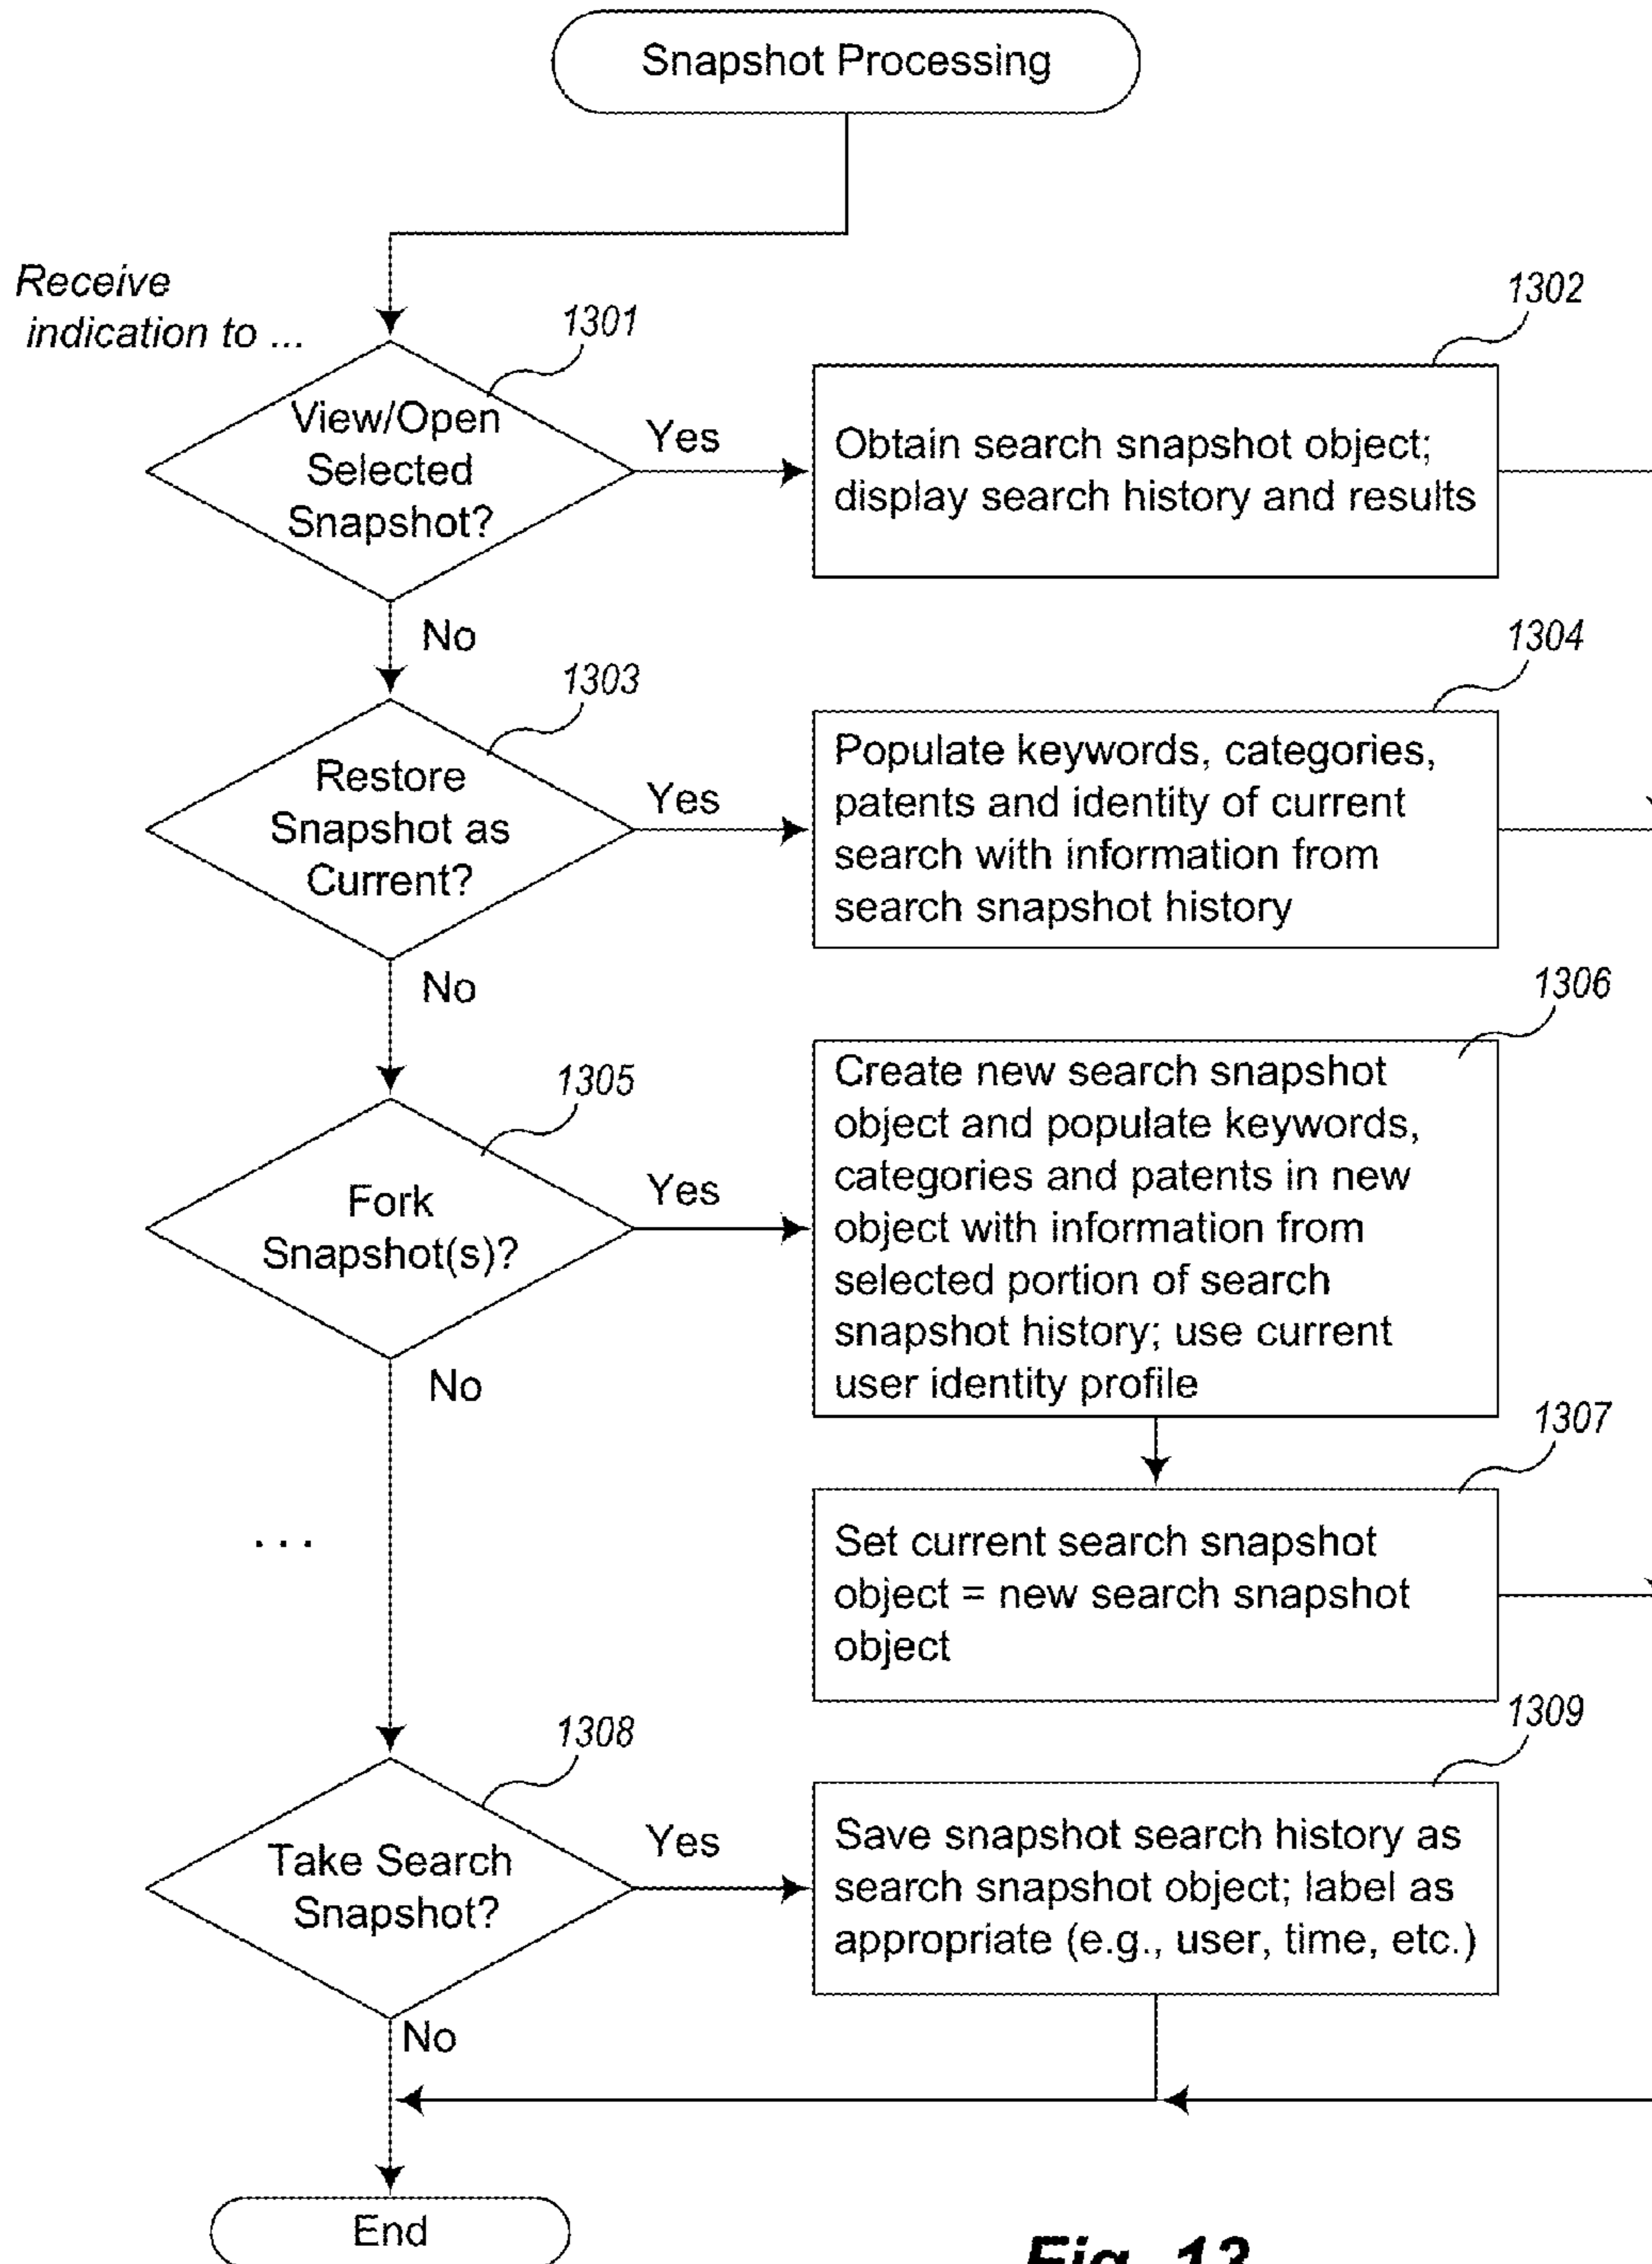 Snapshot Processing
Receive
indication to ...
1301
View/Open
Selected
Snapshot?
Yes
1302
Obtain search snapshot object;
display search history and results
No
1303
Restore
Snapshot as
Current?
Yes
1304
Populate keywords, categories,
patents and identity of current
search with information from
search snapshot history
No
1305
Fork
Snapshot(s)?
Yes
1306
Create new search snapshot
object and populate keywords,
categories and patents in new
object with information from
selected portion of search
snapshot history; use current
user identity profile
No
1307
Set current search snapshot
object = new search snapshot
object
...
1308
Take Search
Snapshot?
Yes
1309
Save snapshot search history as
search snapshot object; label as
appropriate (e.g., user, time, etc.)
No
End
Fig. 13